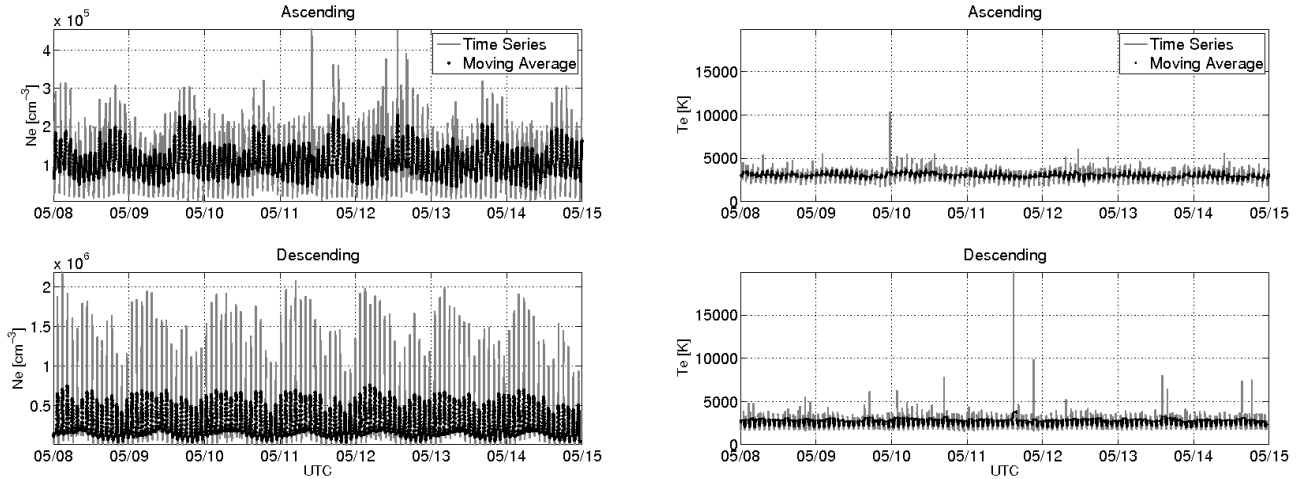 Ascending
x 10⁵
Ne [cm⁻³]
4
3
2
1
Time Series
Moving Average
05/08 05/09 05/10 05/11 05/12 05/13 05/14 05/15
Ascending
Te [K]
15000
10000
5000
0
Time Series
Moving Average
05/08 05/09 05/10 05/11 05/12 05/13 05/14 05/15
Descending
x 10⁶
Ne [cm⁻³]
2
1.5
1
0.5
05/08 05/09 05/10 05/11 05/12 05/13 05/14 05/15
UTC
Descending
Te [K]
15000
10000
5000
0
05/08 05/09 05/10 05/11 05/12 05/13 05/14 05/15
UTC